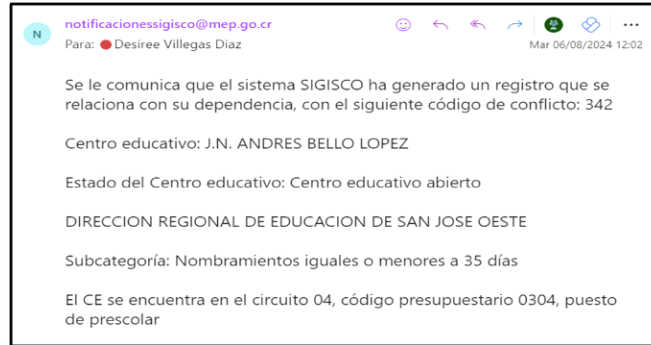 notificacionessigisco@mep.go.cr
N
Para: Desiree Villegas Diaz
Mar 06/08/2024 12:02
Se le comunica que el sistema SIGISCO ha generado un registro que se
relaciona con su dependencia, con el siguiente código de conflicto: 342
Centro educativo: J.N. ANDRES BELLO LOPEZ
Estado del Centro educativo: Centro educativo abierto
DIRECCION REGIONAL DE EDUCACION DE SAN JOSE OESTE
Subcategoría: Nombramientos iguales o menores a 35 días
El CE se encuentra en el circuito 04, código presupuestario 0304, puesto
de prescolar